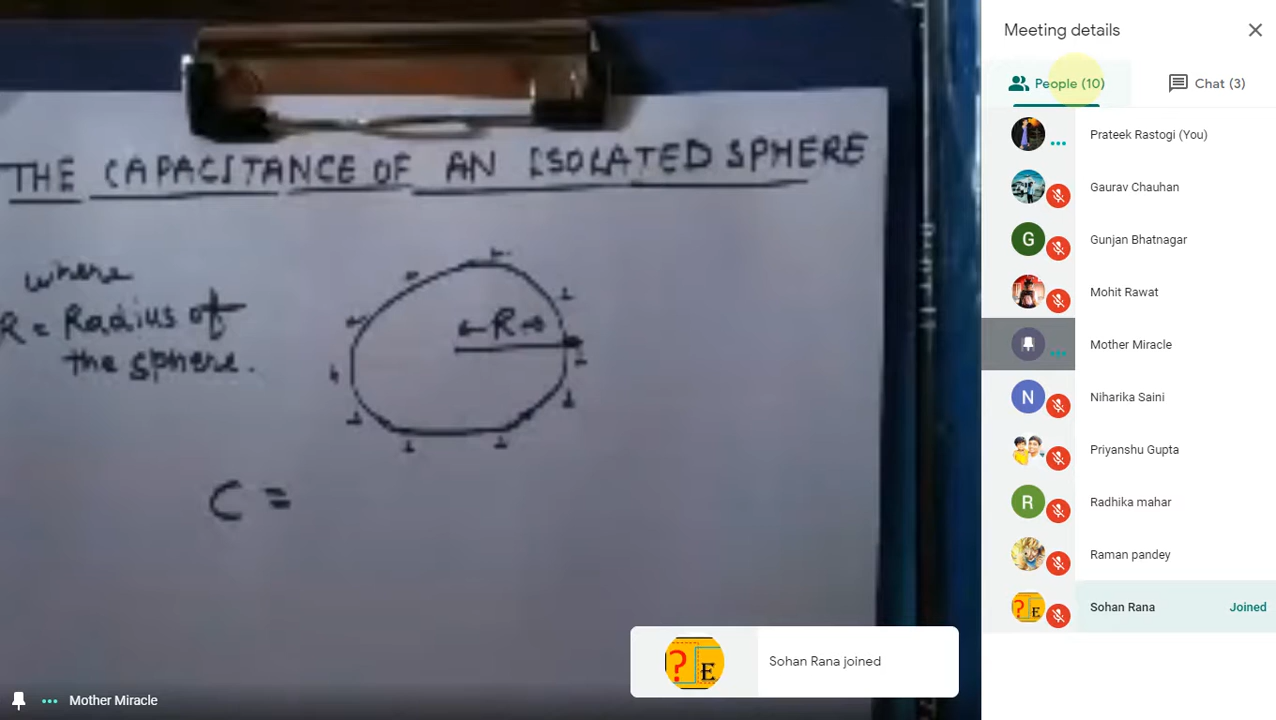 THE CAPACITANCE OF AN ISOLATED SPHERE
where
R = Radius of
the sphere.
R
C =
Mother Miracle
? E
Sohan Rana joined
Meeting details
People (10)
Chat (3)
Prateek Rastogi (You)
Gaurav Chauhan
G
Gunjan Bhatnagar
Mohit Rawat
Mother Miracle
N
Niharika Saini
Priyanshu Gupta
R
Radhika mahar
Raman pandey
? E
Sohan Rana
Joined